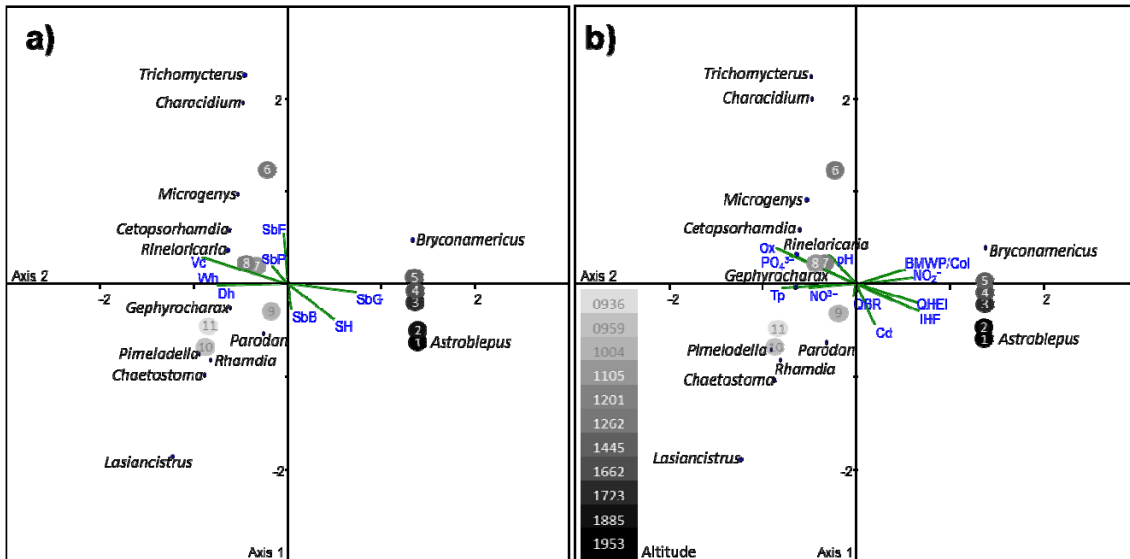 a)
Trichomycterus
Characidium
2
6
Microgenys
Cetopsorhamdia
SbF
Rineloricaria
Bryconamericus
Vc
SbP
8 7
5
Axis 2
Wh
4
-2
Dh
SbG
3
2
Gephyrocharax
SbB
9
SH
11
2
Parodan
10
1
Astroblepus
Pimeladella
Rhamdia
Chaetostoma
Lasiancistrus
-2
Axis 1
b)
Trichomycterus
Characidium
2
6
Microgenys
Cetopsorhamdia
Ox
Rineloricaria
Bryconamericus
PO₄³⁻
8 7
pH
BMWP/Col
Axis 2
Gephyrocharax
NO₂⁻
5
-2
4
2
Tp
NO³⁻
QBR
QHEI
3
0936
9
IHF
11
Cd
2
0959
10
Parodan
1
Astroblepus
Pimelodella
1004
Rhamdia
Chaetostoma
1105
1201
1262
Lasiancistrus
-2
1445
1662
1723
1885
1953
Altitude
Axis 1